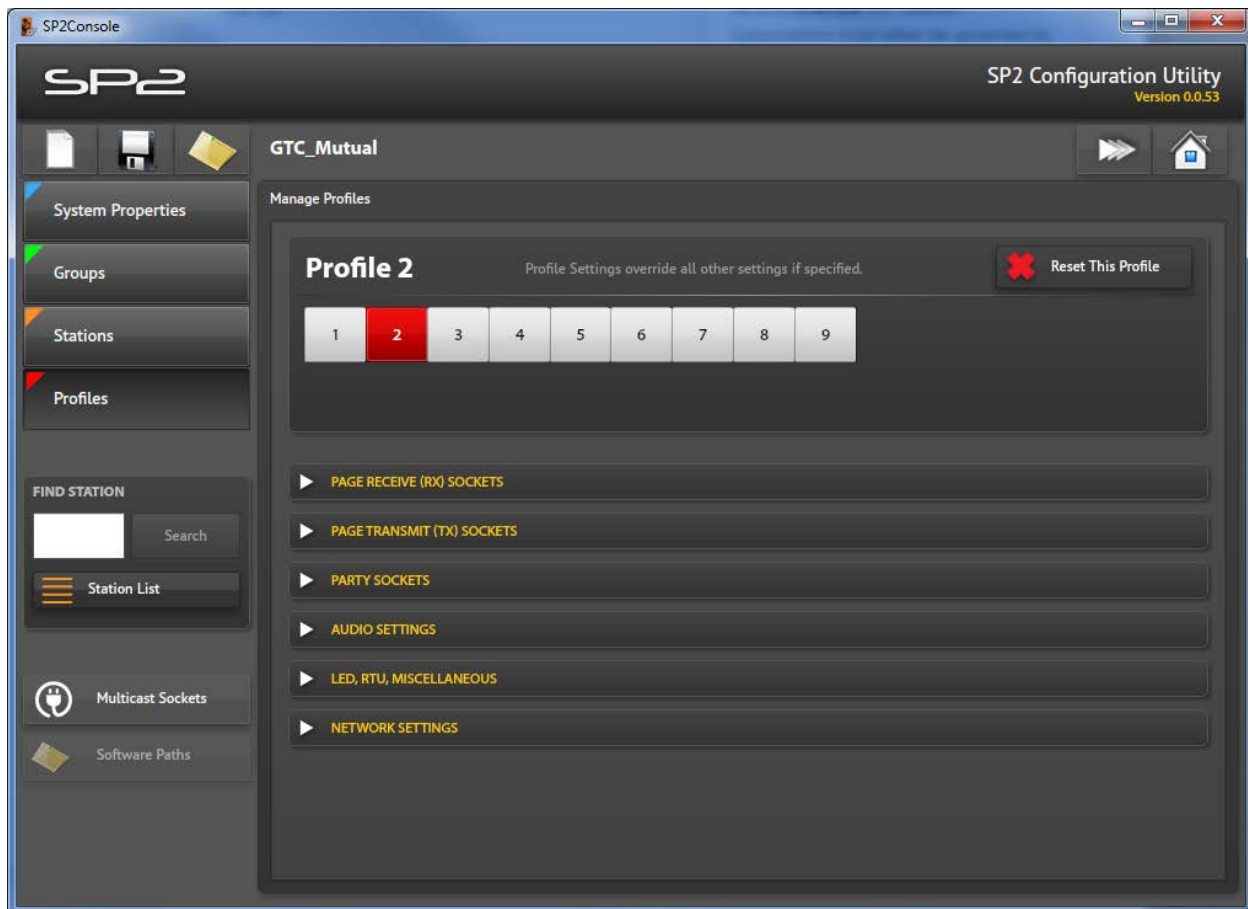 SP2Console
SP2
SP2 Configuration Utility
Version 0.0.53
GTC_Mutual
System Properties
Groups
Stations
Profiles
FIND STATION
Search
Station List
Multicast Sockets
Software Paths
Manage Profiles
Profile 2
Profile Settings override all other settings if specified.
Reset This Profile
1 2 3 4 5 6 7 8 9
PAGE RECEIVE (RX) SOCKETS
PAGE TRANSMIT (TX) SOCKETS
PARTY SOCKETS
AUDIO SETTINGS
LED, RTU, MISCELLANEOUS
NETWORK SETTINGS